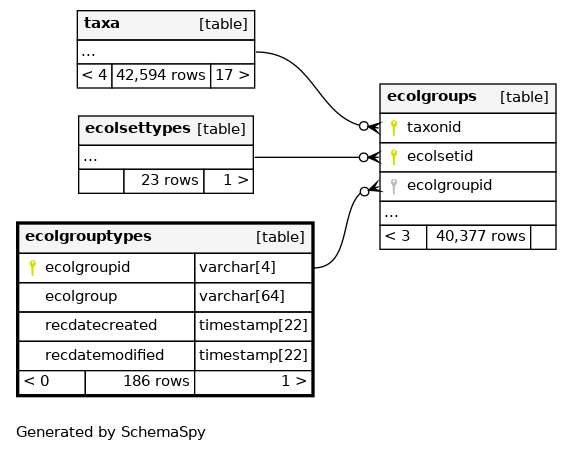 taxa [table]
...
< 4 42,594 rows 17 >
ecolsettypes [table]
...
23 rows 1 >
ecolgroups [table]
taxonid
ecolsetid
ecolgroupid
...
< 3 40,377 rows
ecolgrouptypes [table]
ecolgroupid varchar[4]
ecolgroup varchar[64]
recdatecreated timestamp[22]
recdatemodified timestamp[22]
< 0 186 rows 1 >
Generated by SchemaSpy